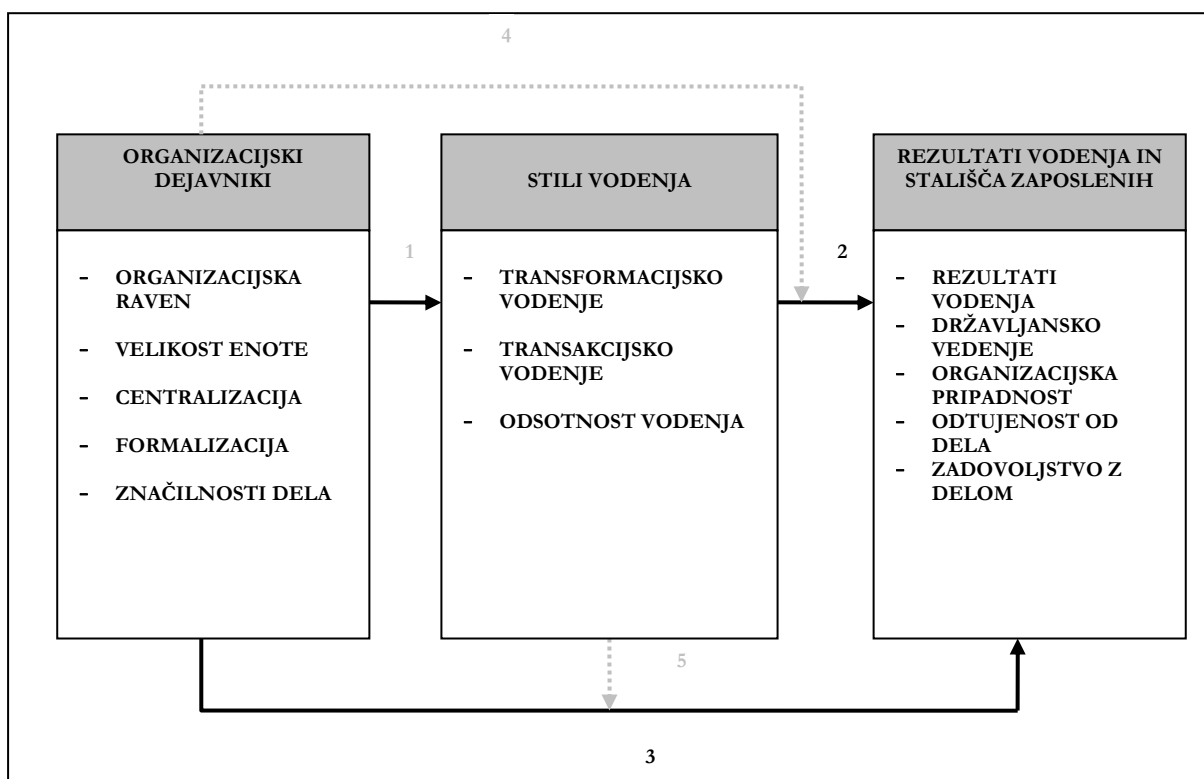 4
ORGANIZACIJSKI
DEJAVNIKI
- ORGANIZACIJSKA
RAVEN
- VELIKOST ENOTE
- CENTRALIZACIJA
- FORMALIZACIJA
- ZNAČILNOSTI DELA
1
STILI VODENJA
- TRANSFORMACIJSKO
VODENJE
- TRANSAKCIJSKO
VODENJE
- ODSOTNOST VODENJA
2
REZULTATI VODENJA IN
STALIŠČA ZAPOSLENIH
- REZULTATI
VODENJA
- DRŽAVLJANSKO
VEDENJE
- ORGANIZACIJSKA
PRIPADNOST
- ODTUJENOST OD
DELA
- ZADOVOLJSTVO Z
DELOM
5
3